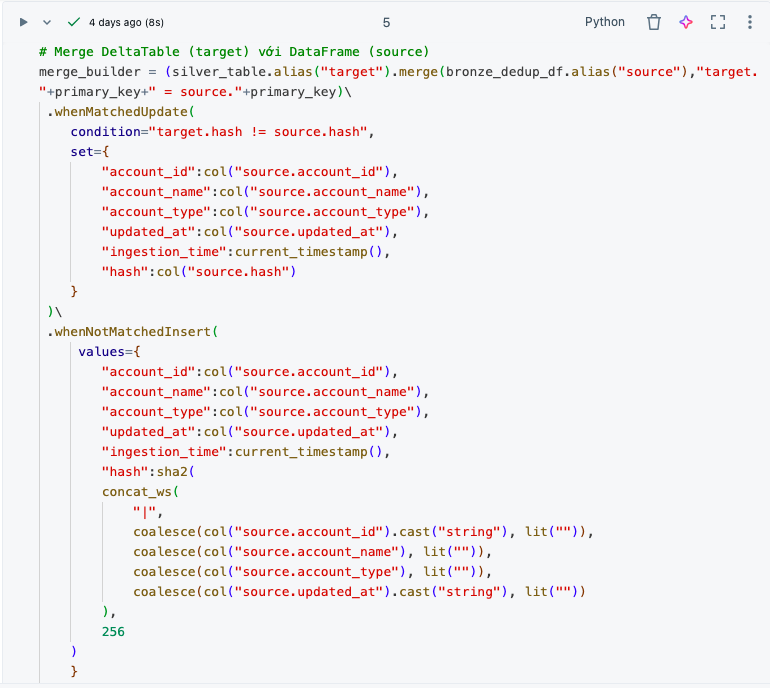 4 days ago (8s)
5
Python
# Merge DeltaTable (target) với DataFrame (source)
merge_builder = (silver_table.alias("target").merge(bronze_dedup_df.alias("source"),"target.
"+primary_key+" = source."+primary_key)\
.whenMatchedUpdate(
condition="target.hash != source.hash",
set={
"account_id":col("source.account_id"),
"account_name":col("source.account_name"),
"account_type":col("source.account_type"),
"updated_at":col("source.updated_at"),
"ingestion_time":current_timestamp(),
"hash":col("source.hash")
}
)\
.whenNotMatchedInsert(
values={
"account_id":col("source.account_id"),
"account_name":col("source.account_name"),
"account_type":col("source.account_type"),
"updated_at":col("source.updated_at"),
"ingestion_time":current_timestamp(),
"hash":sha2(
concat_ws(
"|",
coalesce(col("source.account_id").cast("string"), lit("")),
coalesce(col("source.account_name"), lit("")),
coalesce(col("source.account_type"), lit("")),
coalesce(col("source.updated_at").cast("string"), lit(""))
),
256
)
}